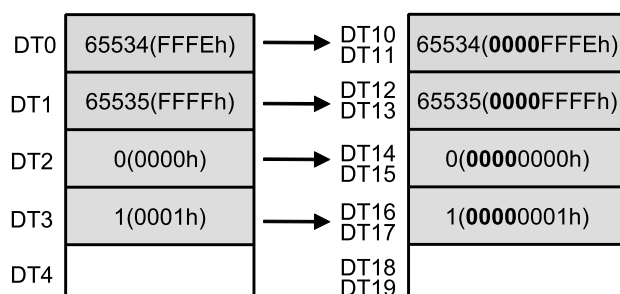 DT0 65534(FFFEh) DT10 65534(0000FFFEh)
DT11
DT1 65535(FFFFh) DT12 65535(0000FFFFh)
DT13
DT2 0(0000h) DT14 0(00000000h)
DT15
DT3 1(0001h) DT16 1(00000001h)
DT17
DT4 DT18
DT19